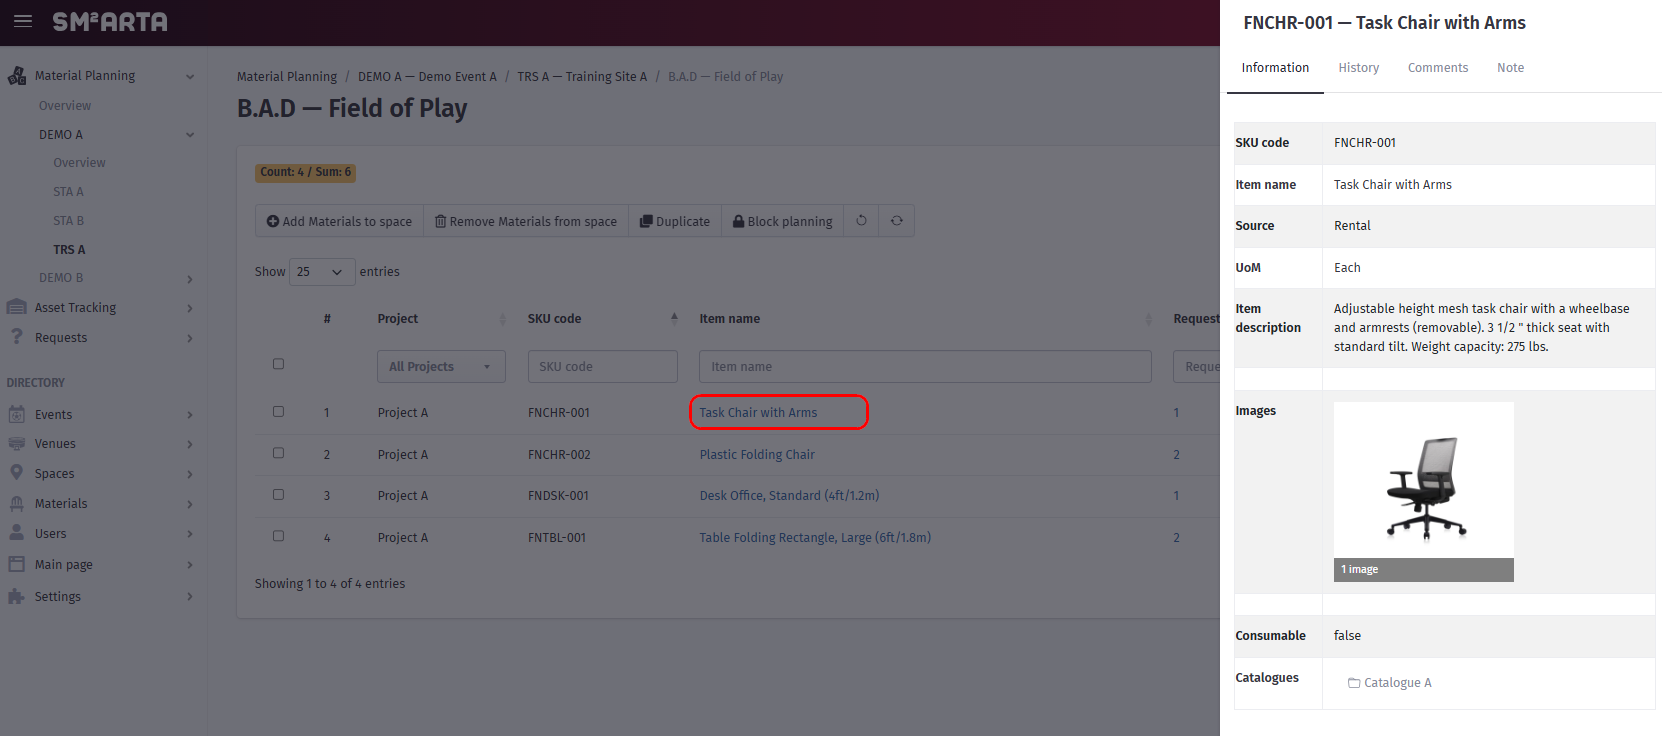 SM²ARTA
Material Planning
Overview
DEMO A
Overview
STA A
STA B
TRS A
DEMO B
Asset Tracking
Requests
DIRECTORY
Events
Venues
Spaces
Materials
Users
Main page
Settings
Material Planning / DEMO A — Demo Event A / TRS A — Training Site A / B.A.D — Field of Play
B.A.D — Field of Play
Count: 4 / Sum: 6
Add Materials to space Remove Materials from space Duplicate Block planning
Show 25 entries
# Project SKU code Item name Request
All Projects SKU code Item name Reque
1 Project A FNCHR-001 Task Chair with Arms 1
2 Project A FNCHR-002 Plastic Folding Chair 2
3 Project A FNDSK-001 Desk Office, Standard (4ft/1.2m) 1
4 Project A FNTBL-001 Table Folding Rectangle, Large (6ft/1.8m) 2
Showing 1 to 4 of 4 entries
FNCHR-001 — Task Chair with Arms
Information History Comments Note
SKU code FNCHR-001
Item name Task Chair with Arms
Source Rental
UoM Each
Item description
Adjustable height mesh task chair with a wheelbase
and armrests (removable). 3 1/2 " thick seat with
standard tilt. Weight capacity: 275 lbs.
Images
1 image
Consumable false
Catalogues Catalogue A